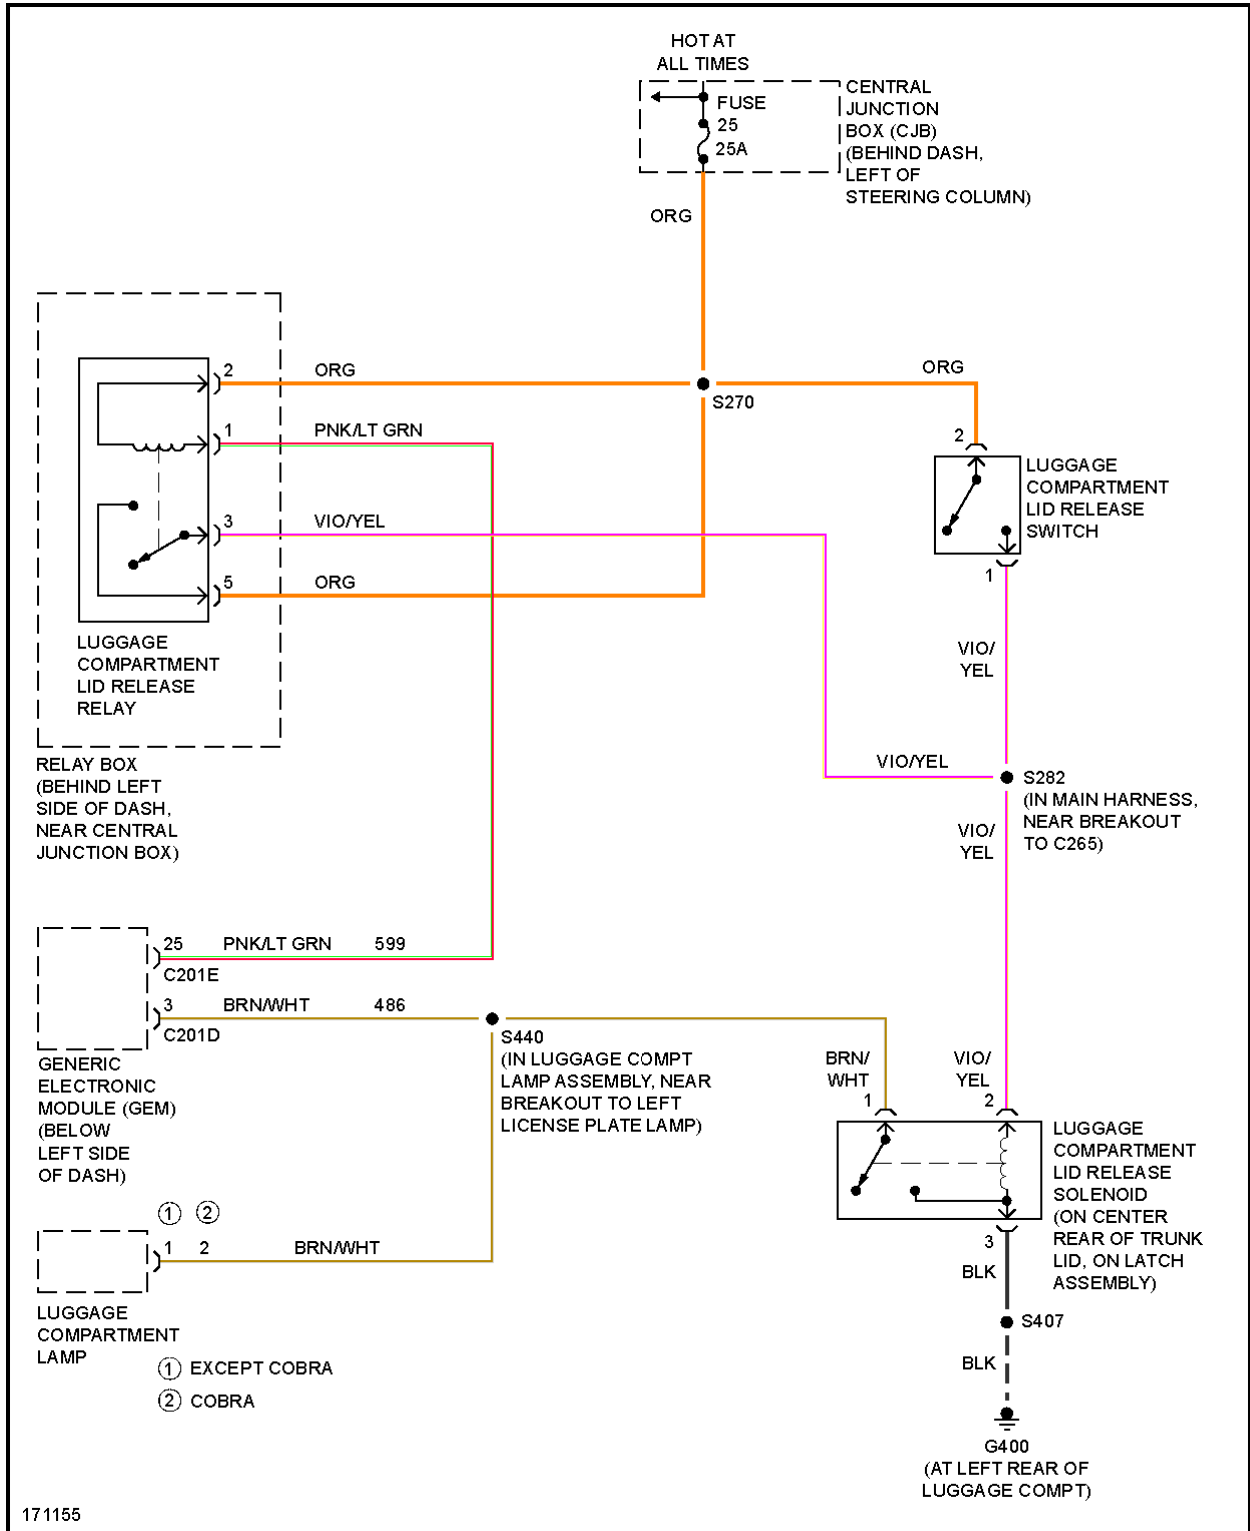 HOT AT
ALL TIMES
FUSE
25
25A
CENTRAL
JUNCTION
BOX (CJB)
(BEHIND DASH,
LEFT OF
STEERING COLUMN)
ORG
2
ORG
S270
ORG
1
PNK/LT GRN
3
VIO/YEL
5
ORG
LUGGAGE
COMPARTMENT
LID RELEASE
RELAY
RELAY BOX
(BEHIND LEFT
SIDE OF DASH,
NEAR CENTRAL
JUNCTION BOX)
2
LUGGAGE
COMPARTMENT
LID RELEASE
SWITCH
1
VIO/
YEL
VIO/YEL
S282
(IN MAIN HARNESS,
NEAR BREAKOUT
TO C265)
VIO/
YEL
25 PNK/LT GRN 599
C201E
3 BRN/WHT 486
C201D
GENERIC
ELECTRONIC
MODULE (GEM)
(BELOW
LEFT SIDE
OF DASH)
S440
(IN LUGGAGE COMPT
LAMP ASSEMBLY, NEAR
BREAKOUT TO LEFT
LICENSE PLATE LAMP)
BRN/
WHT
1
VIO/
YEL
2
LUGGAGE
COMPARTMENT
LID RELEASE
SOLENOID
(ON CENTER
REAR OF TRUNK
LID, ON LATCH
ASSEMBLY)
3
BLK
S407
BLK
G400
(AT LEFT REAR OF
LUGGAGE COMPT)
① ②
1 2 BRN/WHT
LUGGAGE
COMPARTMENT
LAMP
① EXCEPT COBRA
② COBRA
171155